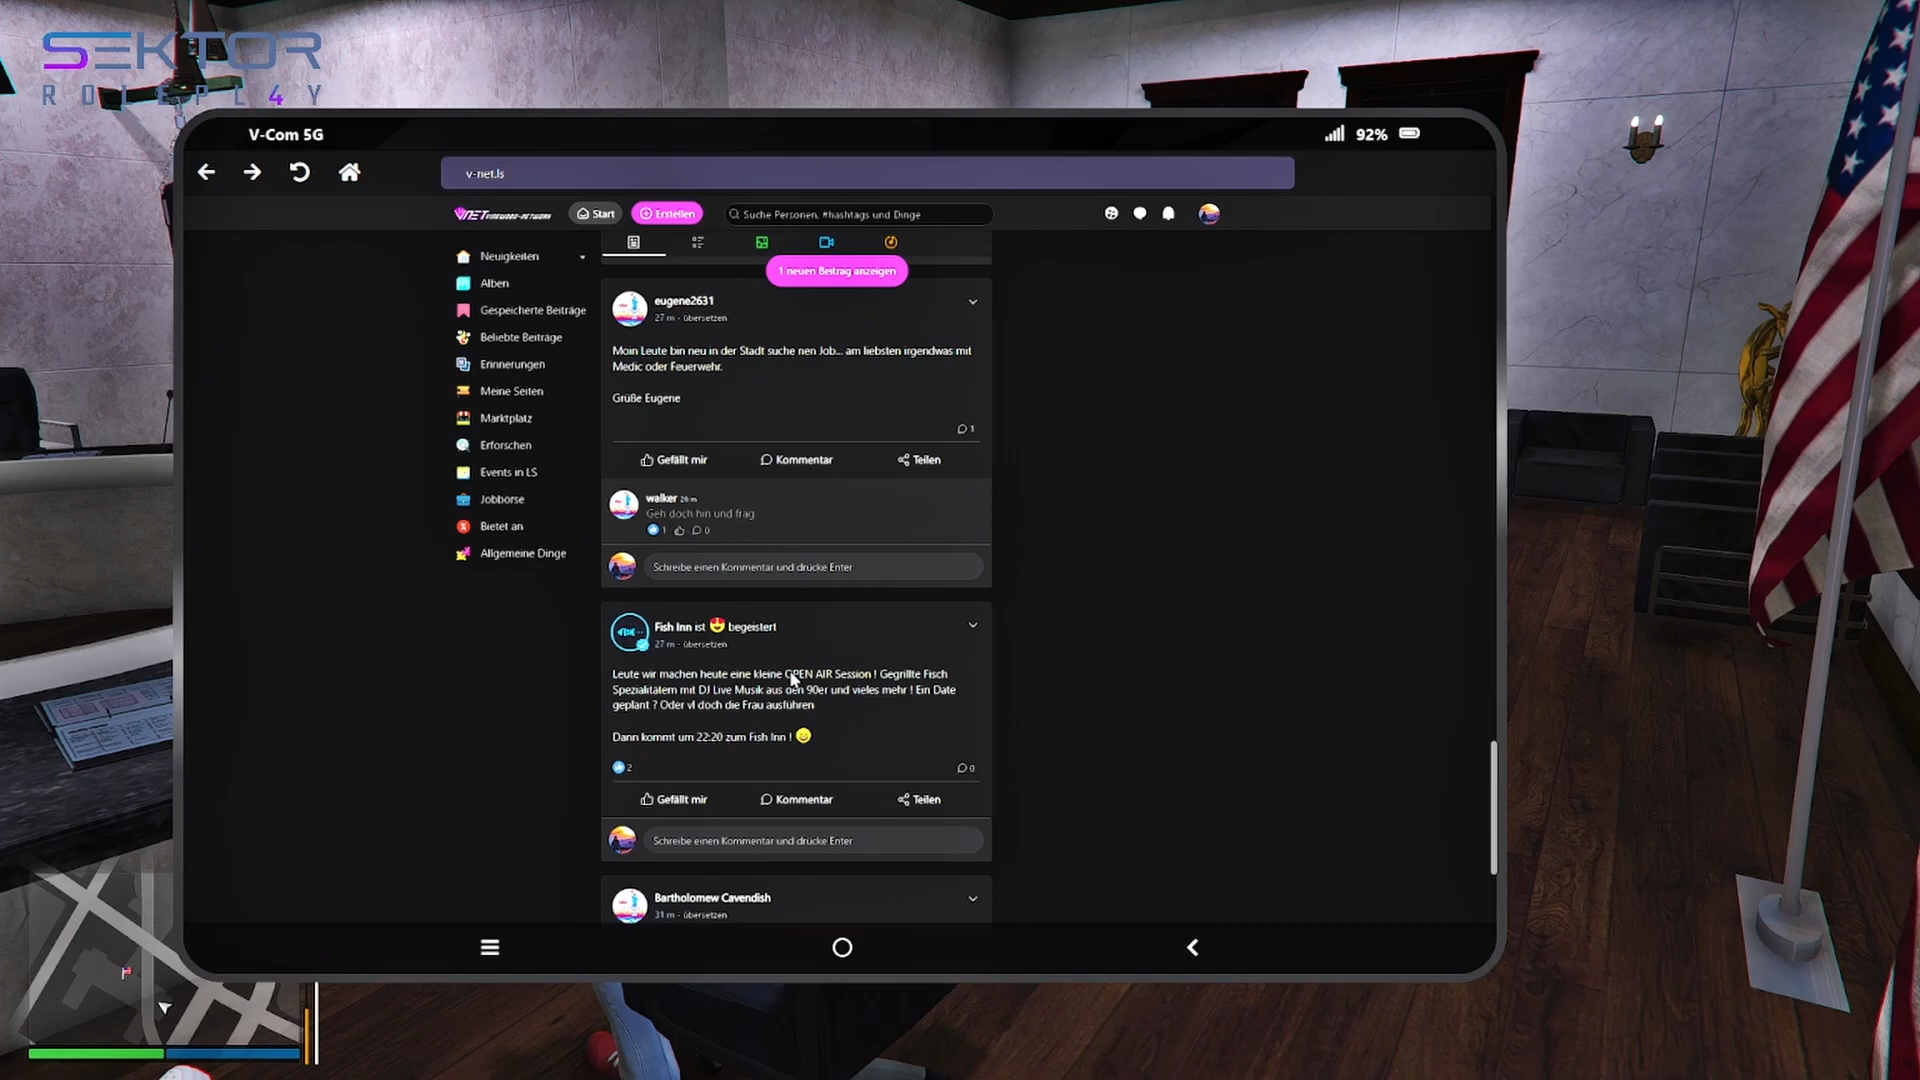 SEKTOR
ROLEPL4Y
V-Com 5G
92%
v-net.ls
VNET VINEWOOD-NETWORK
Start
Erstellen
Suche Personen, #hashtags und Dinge
Neuigkeiten
Alben
Gespeicherte Beiträge
Beliebte Beiträge
Erinnerungen
Meine Seiten
Marktplatz
Erforschen
Events in LS
Jobbörse
Bietet an
Allgemeine Dinge
1 neuen Beitrag anzeigen
eugene2631
27 m - übersetzen
Moin Leute bin neu in der Stadt suche nen Job... am liebsten irgendwas mit
Medic oder Feuerwehr.
Grüße Eugene
1
Gefällt mir
Kommentar
Teilen
walker 26 m
Geh doch hin und frag
1 0
Schreibe einen Kommentar und drücke Enter
Fish Inn ist 😍 begeistert
27 m - übersetzen
Leute wir machen heute eine kleine OPEN AIR Session ! Gegrillte Fisch
Spezialitätem mit DJ Live Musik aus den 90er und vieles mehr ! Ein Date
geplant ? Oder vl doch die Frau ausführen
Dann kommt um 22:20 zum Fish Inn ! 🙂
2
0
Gefällt mir
Kommentar
Teilen
Schreibe einen Kommentar und drücke Enter
Bartholomew Cavendish
31 m - übersetzen